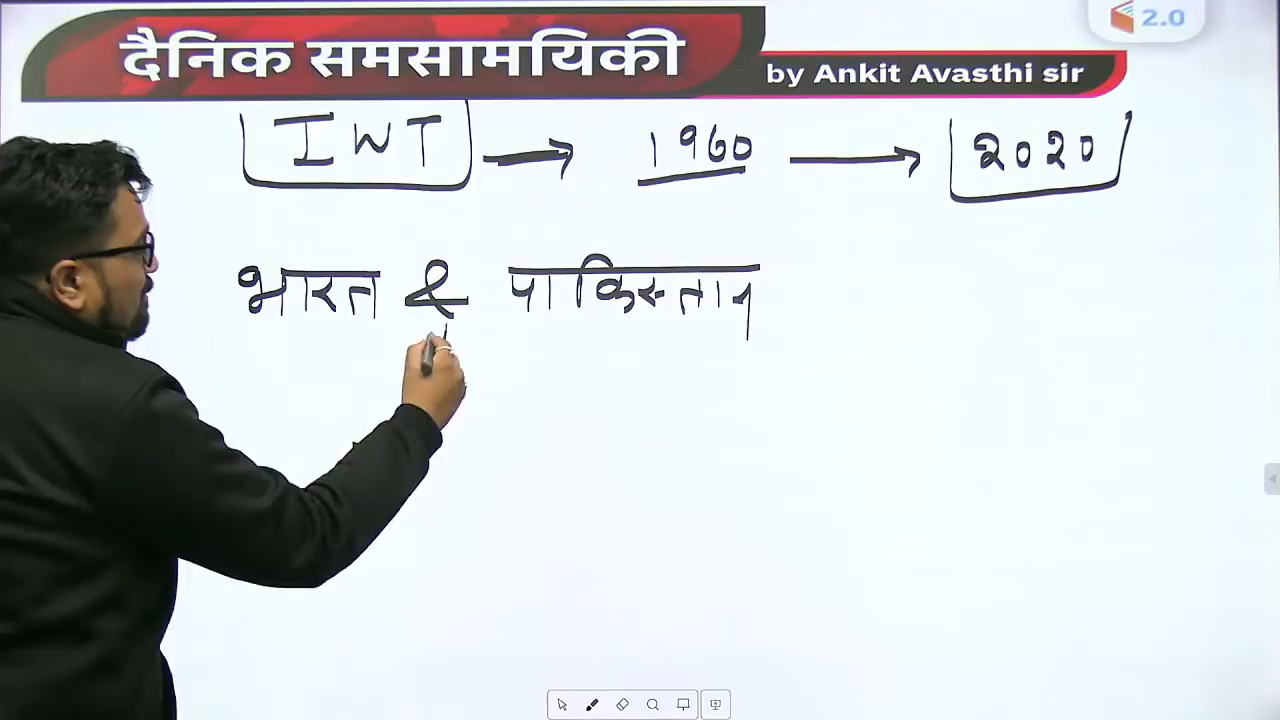 दैनिक समसामयिकी
by Ankit Avasthi sir
2.0
IWT → 1960 → 2020
भारत & पाकिस्तान